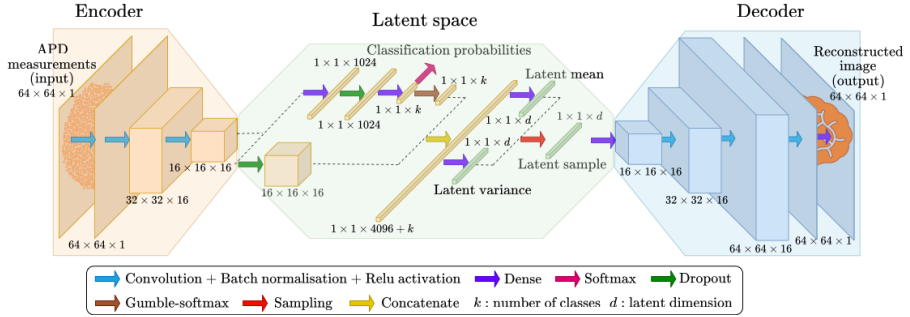 Encoder
Latent space
Decoder
APD
measurements
(input)
64 × 64 × 1
64 × 64 × 1
32 × 32 × 16
16 × 16 × 16
Classification probabilities
1 × 1 × 1024
1 × 1 × 1024
1 × 1 × k
1 × 1 × k
16 × 16 × 16
1 × 1 × 4096 + k
Latent mean
1 × 1 × d
1 × 1 × d
Latent variance
1 × 1 × d
Latent sample
Reconstructed
image
(output)
64 × 64 × 1
16 × 16 × 16
32 × 32 × 16
64 × 64 × 16
64 × 64 × 1
Convolution + Batch normalisation + Relu activation
Dense
Softmax
Dropout
Gumble-softmax
Sampling
Concatenate
k : number of classes d : latent dimension